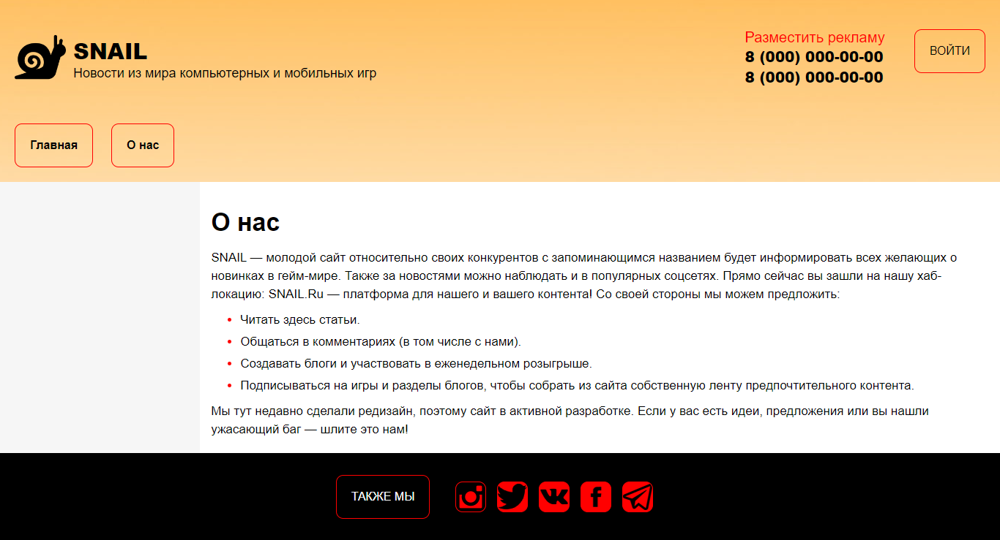 SNAIL
Новости из мира компьютерных и мобильных игр
Разместить рекламу
8 (000) 000-00-00
8 (000) 000-00-00
ВОЙТИ
Главная
О нас
О нас
SNAIL — молодой сайт относительно своих конкурентов с запоминающимся названием будет информировать всех желающих о
новинках в гейм-мире. Также за новостями можно наблюдать и в популярных соцсетях. Прямо сейчас вы зашли на нашу хаб-
локацию: SNAIL.Ru — платформа для нашего и вашего контента! Со своей стороны мы можем предложить:
• Читать здесь статьи.
• Общаться в комментариях (в том числе с нами).
• Создавать блоги и участвовать в еженедельном розыгрыше.
• Подписываться на игры и разделы блогов, чтобы собрать из сайта собственную ленту предпочтительного контента.
Мы тут недавно сделали редизайн, поэтому сайт в активной разработке. Если у вас есть идеи, предложения или вы нашли
ужасающий баг — шлите это нам!
ТАКЖЕ МЫ